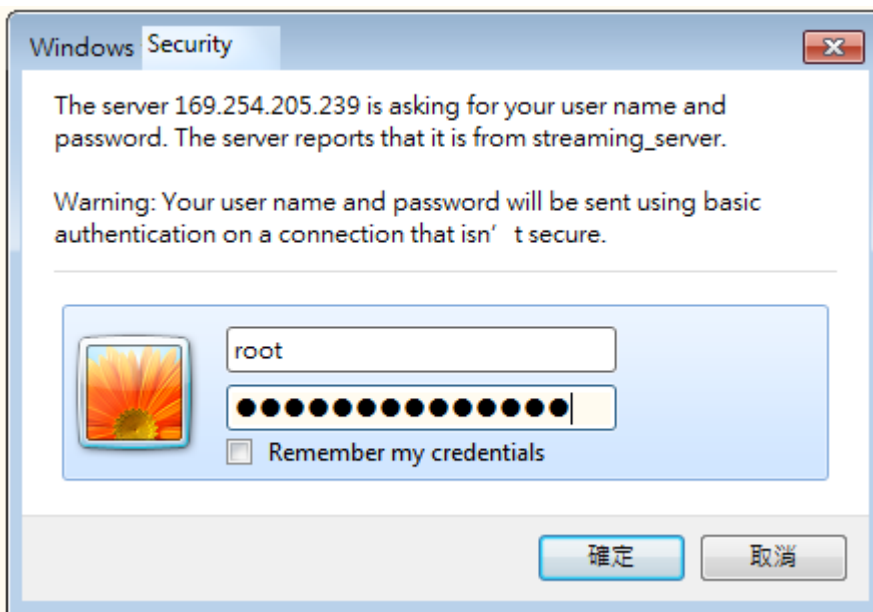 Windows Security
The server 169.254.205.239 is asking for your user name and
password. The server reports that it is from streaming_server.
Warning: Your user name and password will be sent using basic
authentication on a connection that isn’ t secure.
root
●●●●●●●●●●●●●●
Remember my credentials
確定 取消